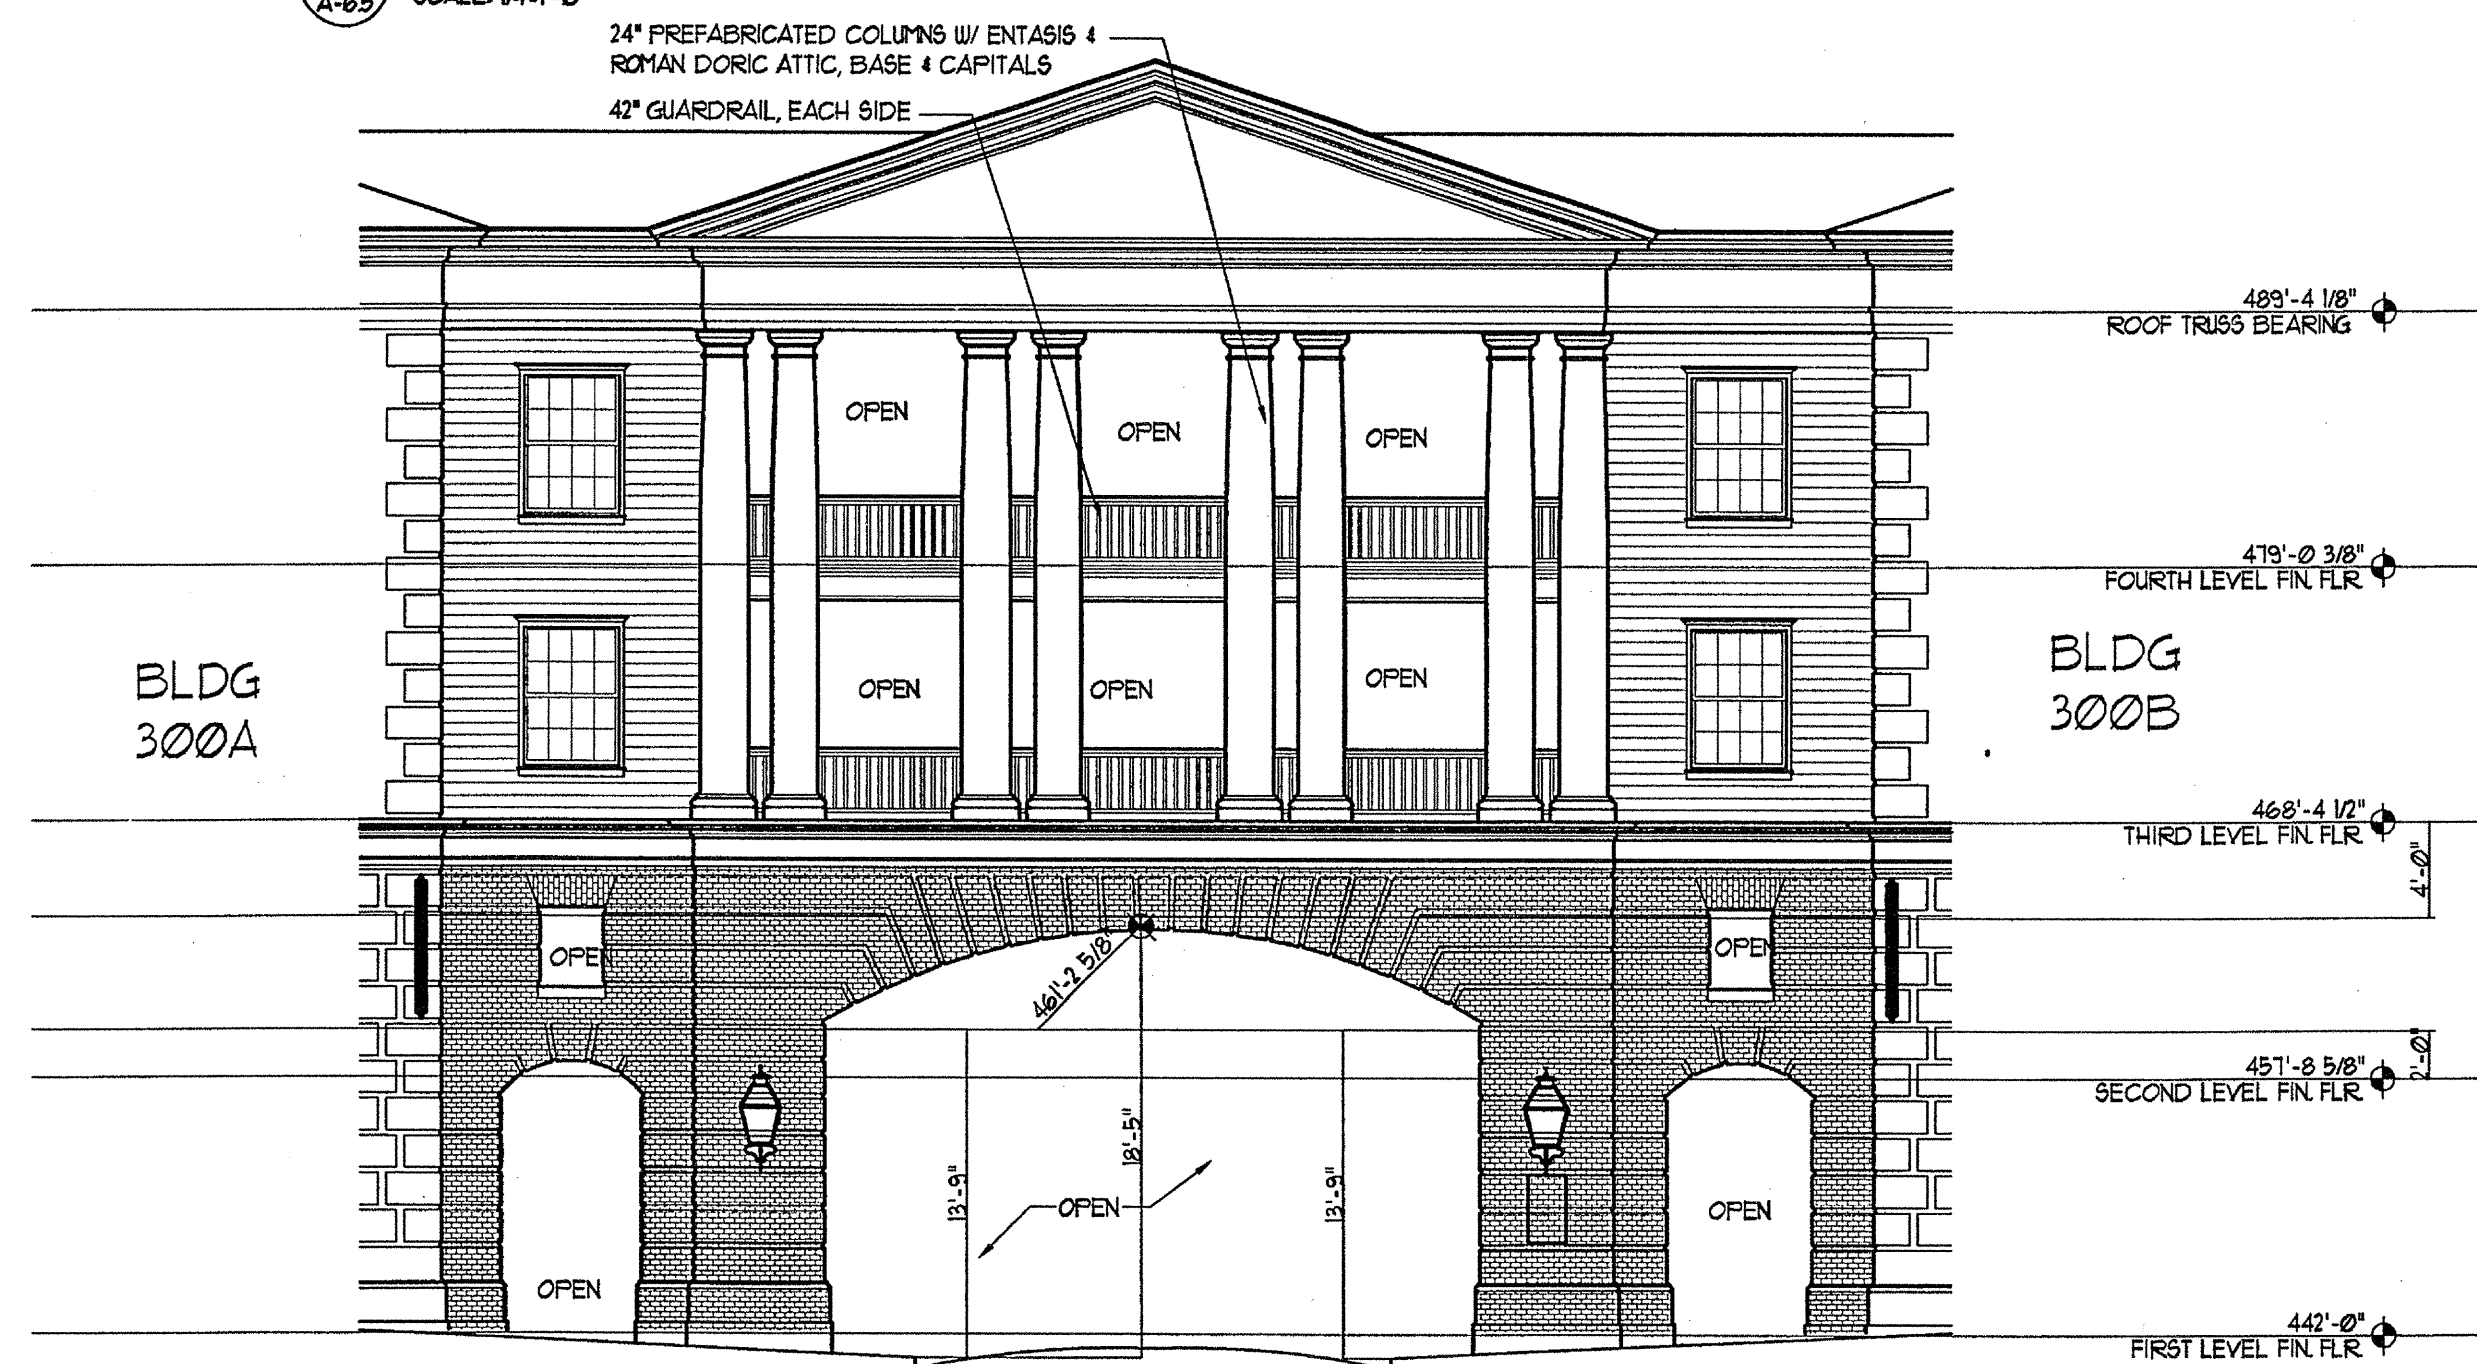 A-65
24" PREFABRICATED COLUMNS W/ ENTASIS &
ROMAN DORIC ATTIC, BASE & CAPITALS
42" GUARDRAIL, EACH SIDE
489'-4 1/8"
ROOF TRUSS BEARING
OPEN
OPEN
OPEN
479'-0 3/8"
FOURTH LEVEL FIN. FLR
BLDG
300A
OPEN
OPEN
OPEN
BLDG
300B
468'-4 1/2"
THIRD LEVEL FIN. FLR
4'-0"
OPEN
461'-2 5/8"
OPEN
457'-8 5/8"
SECOND LEVEL FIN. FLR
2'-0"
13'-9"
18'-5"
13'-9"
OPEN
OPEN
OPEN
442'-0"
FIRST LEVEL FIN. FLR